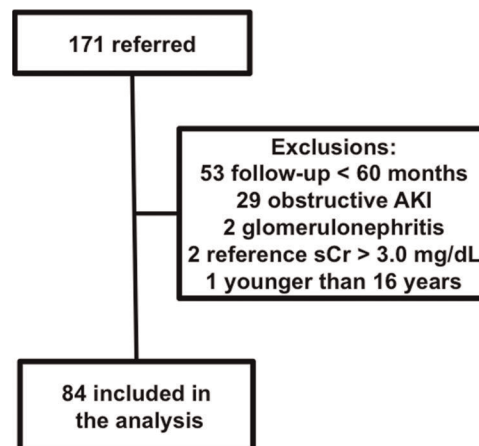 171 referred
Exclusions:
53 follow-up < 60 months
29 obstructive AKI
2 glomerulonephritis
2 reference sCr > 3.0 mg/dL
1 younger than 16 years
84 included in
the analysis